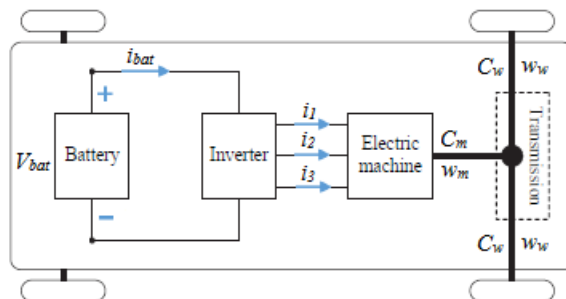 i_bat
+
V_bat
Battery
−
Inverter
i_1
i_2
i_3
Electric
machine
C_m
w_m
C_w w_w
Transmission
C_w w_w